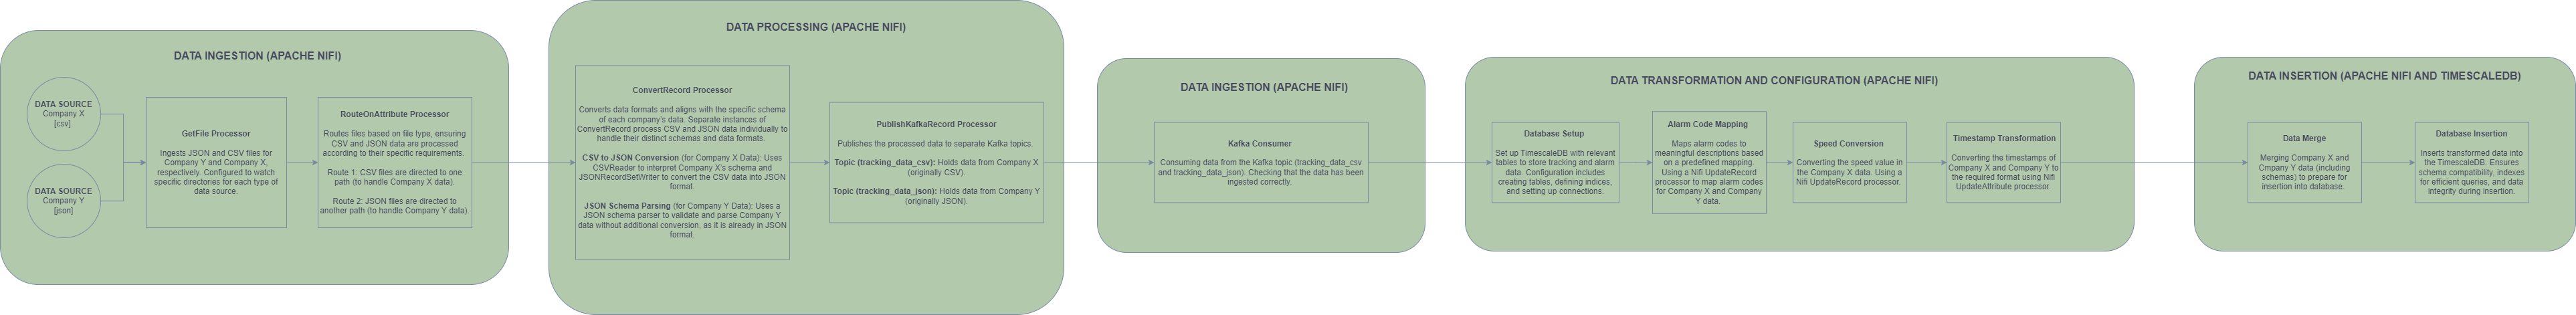 DATA INGESTION (APACHE NIFI)
DATA SOURCE
Company X
[csv]
DATA SOURCE
Company Y
[json]
GetFile Processor
Ingests JSON and CSV files for
Company Y and Company X,
respectively. Configured to watch
specific directories for each type of
data source.
RouteOnAttribute Processor
Routes files based on file type, ensuring
CSV and JSON data are processed
according to their specific requirements.
Route 1: CSV files are directed to one
path (to handle Company X data).
Route 2: JSON files are directed to
another path (to handle Company Y data).
DATA PROCESSING (APACHE NIFI)
ConvertRecord Processor
Converts data formats and aligns with the specific schema
of each company's data. Separate instances of
ConvertRecord process CSV and JSON data individually to
handle their distinct schemas and data formats.
CSV to JSON Conversion (for Company X Data): Uses
CSVReader to interpret Company X's schema and
JSONRecordSetWriter to convert the CSV data into JSON
format.
JSON Schema Parsing (for Company Y Data): Uses a
JSON schema parser to validate and parse Company Y
data without additional conversion, as it is already in JSON
format.
PublishKafkaRecord Processor
Publishes the processed data to separate Kafka topics.
Topic (tracking_data_csv): Holds data from Company X
(originally CSV).
Topic (tracking_data_json): Holds data from Company Y
(originally JSON).
DATA INGESTION (APACHE NIFI)
Kafka Consumer
Consuming data from the Kafka topic (tracking_data_csv
and tracking_data_json). Checking that the data has been
ingested correctly.
DATA TRANSFORMATION AND CONFIGURATION (APACHE NIFI)
Database Setup
Set up TimescaleDB with relevant
tables to store tracking and alarm
data. Configuration includes
creating tables, defining indices,
and setting up connections.
Alarm Code Mapping
Maps alarm codes to
meaningful descriptions based
on a predefined mapping.
Using a Nifi UpdateRecord
processor to map alarm codes
for Company X and Company
Y data.
Speed Conversion
Converting the speed value in
the Company X data. Using a
Nifi UpdateRecord processor.
Timestamp Transformation
Converting the timestamps of
Company X and Company Y to
the required format using Nifi
UpdateAttribute processor.
DATA INSERTION (APACHE NIFI AND TIMESCALEDB)
Data Merge
Merging Company X and
Company Y data (including
schemas) to prepare for
insertion into database.
Database Insertion
Inserts transformed data into
the TimescaleDB. Ensures
schema compatibility, indexes
for efficient queries, and data
integrity during insertion.